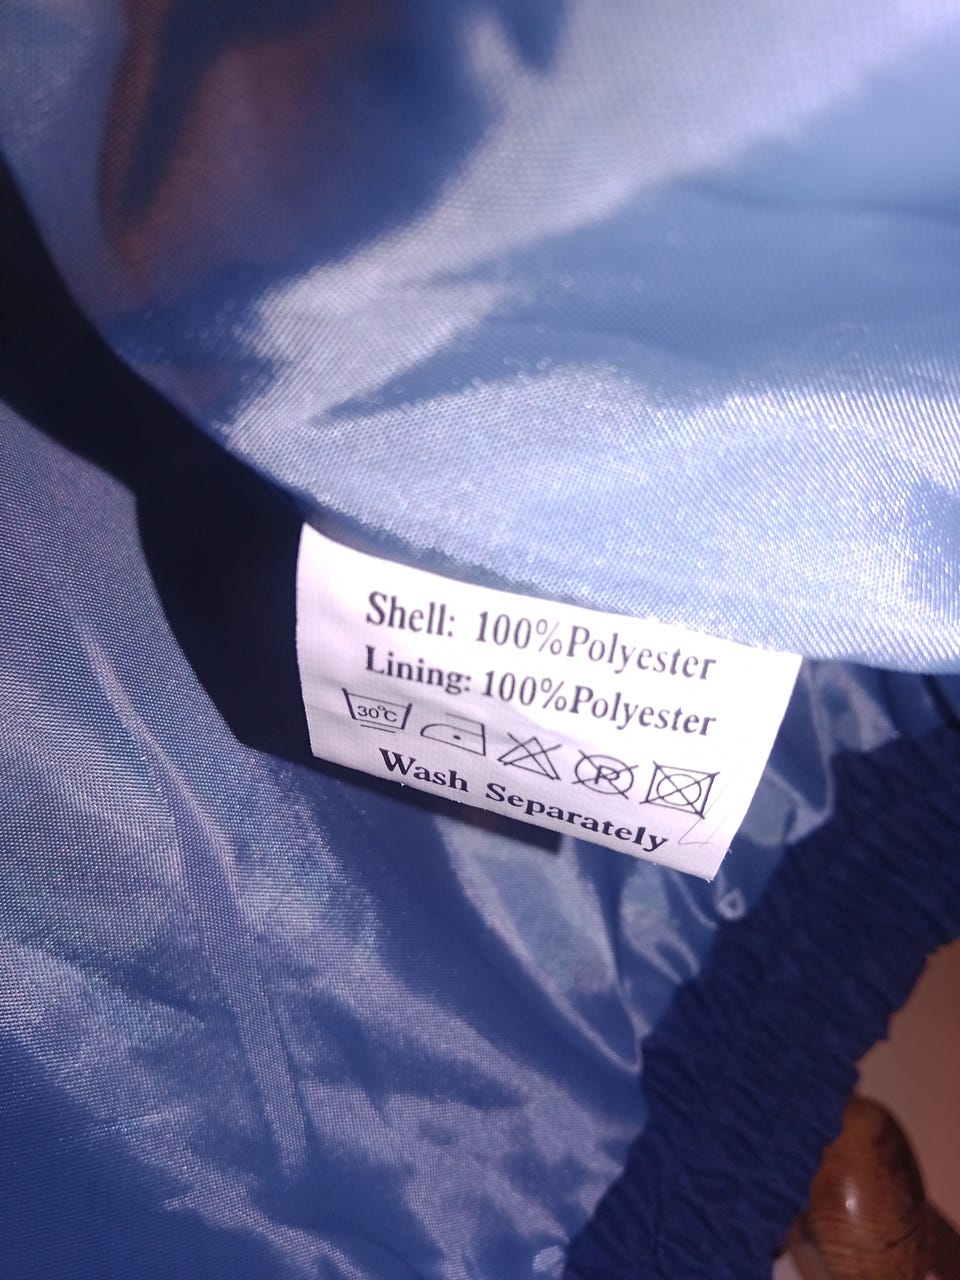 Shell: 100%Polyester
Lining: 100%Polyester
30°C P
Wash Separately